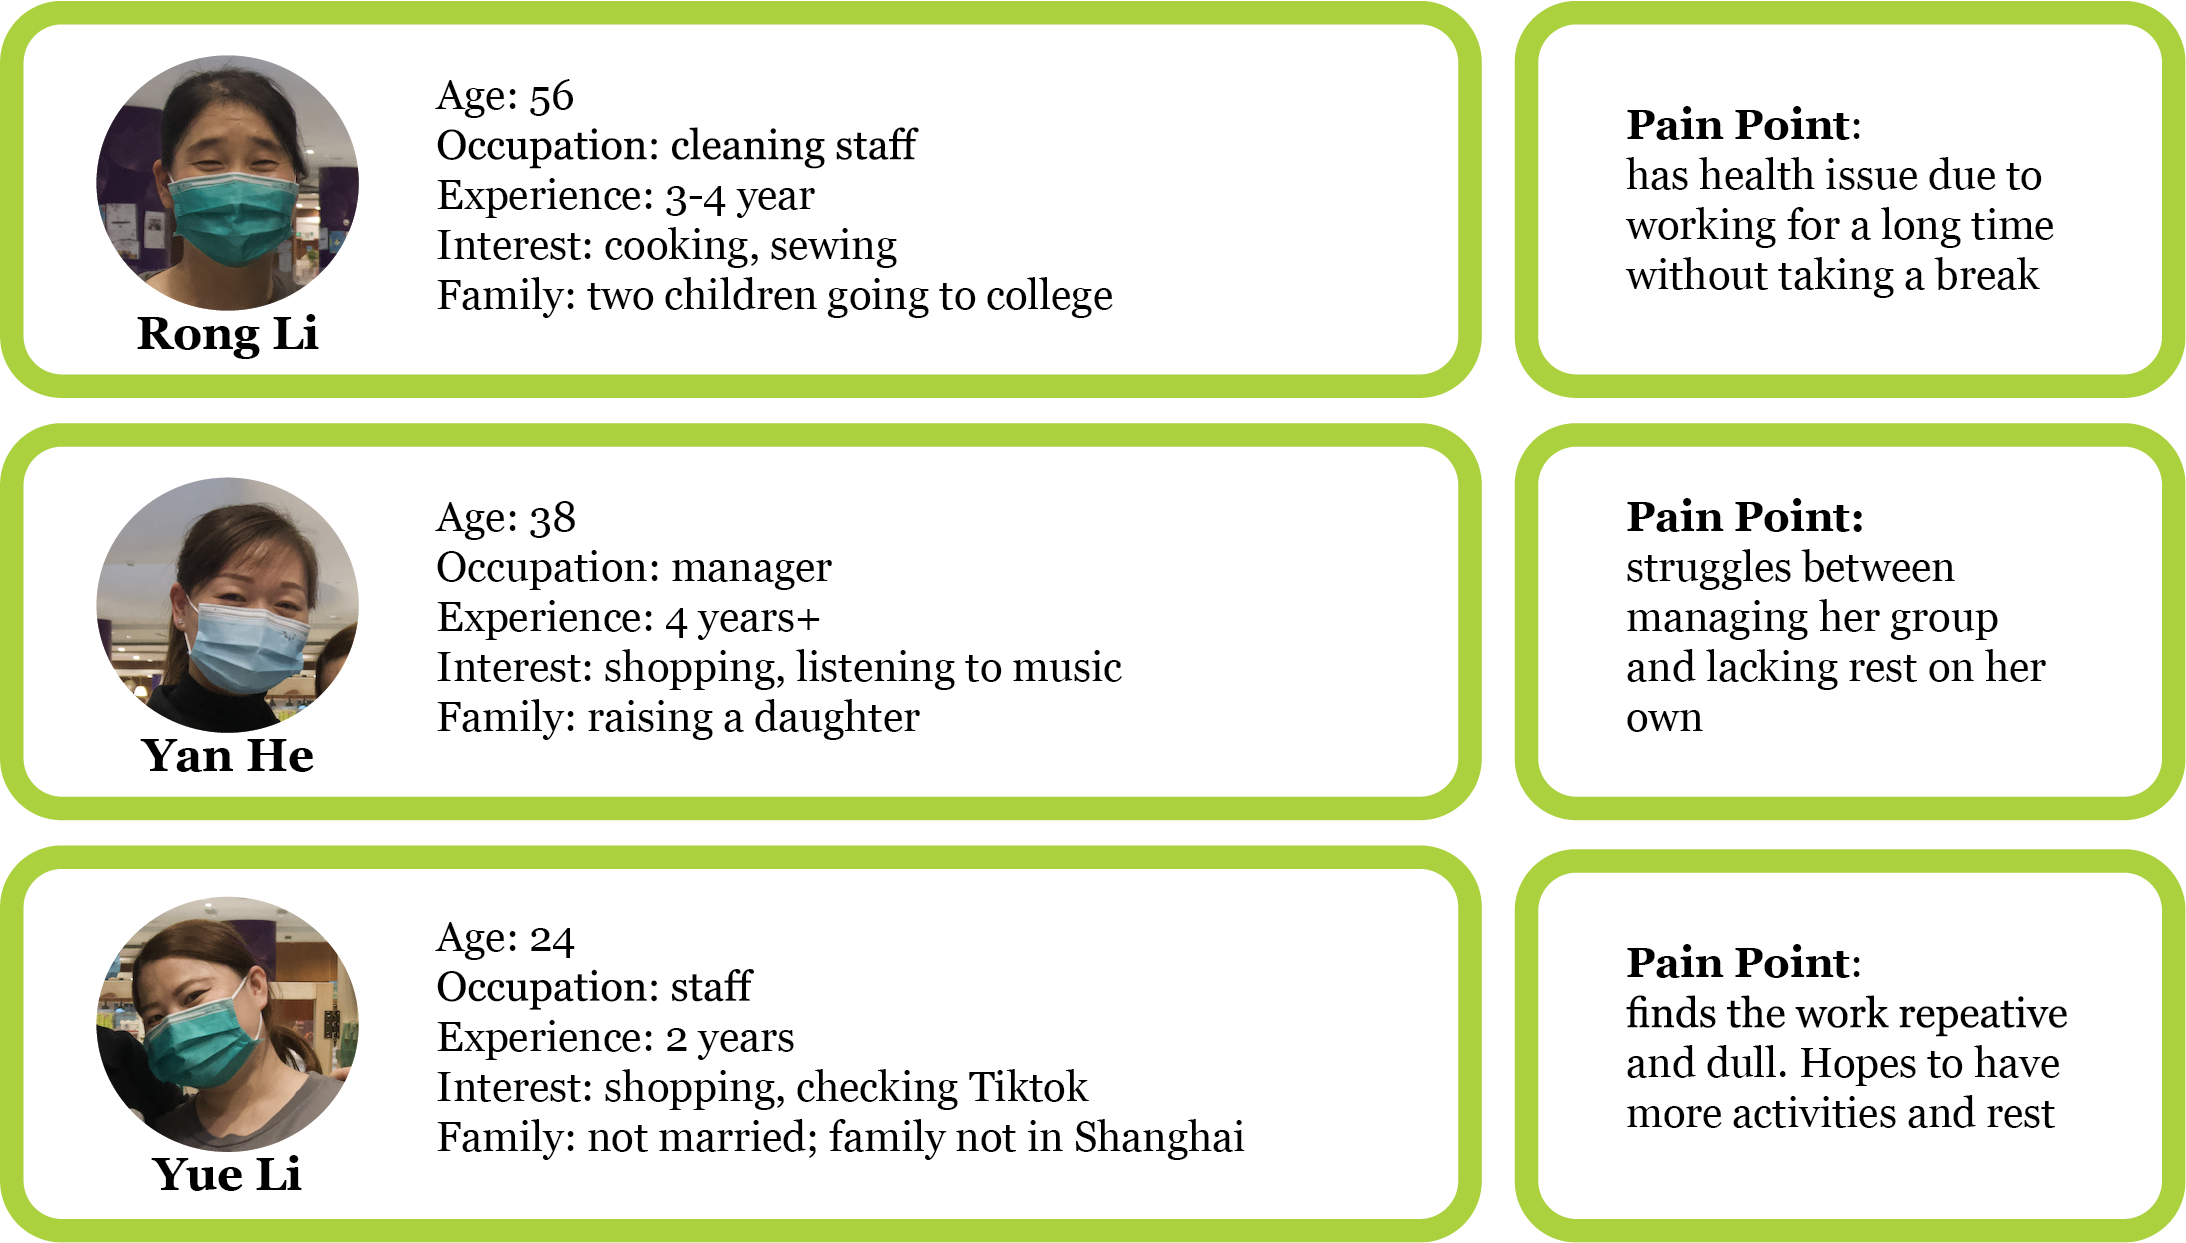 Age: 56
Occupation: cleaning staff
Experience: 3-4 year
Interest: cooking, sewing
Family: two children going to college
Rong Li
Pain Point:
has health issue due to
working for a long time
without taking a break
Age: 38
Occupation: manager
Experience: 4 years+
Interest: shopping, listening to music
Family: raising a daughter
Yan He
Pain Point:
struggles between
managing her group
and lacking rest on her
own
Age: 24
Occupation: staff
Experience: 2 years
Interest: shopping, checking Tiktok
Family: not married; family not in Shanghai
Yue Li
Pain Point:
finds the work repeative
and dull. Hopes to have
more activities and rest